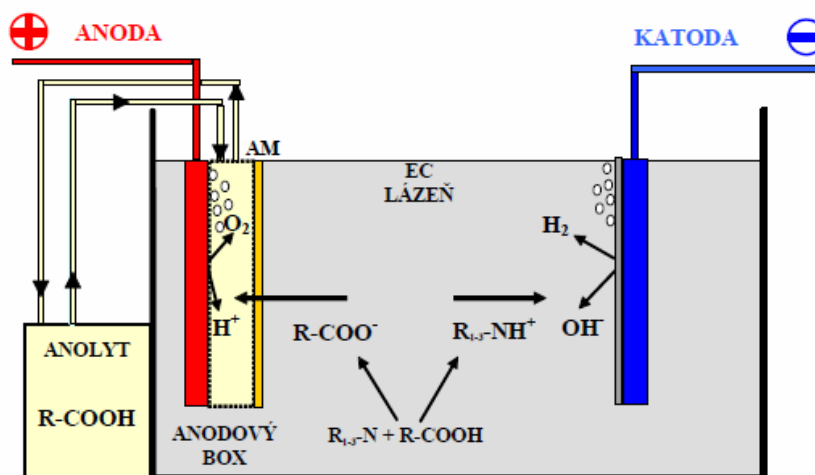 ANODA
KATODA
AM
EC
LÁZEŇ
O₂
H₂
H⁺
R-COO⁻
R₁₋₃-NH⁺
OH⁻
ANOLYT
R-COOH
ANODOVÝ
BOX
R₁₋₃-N + R-COOH